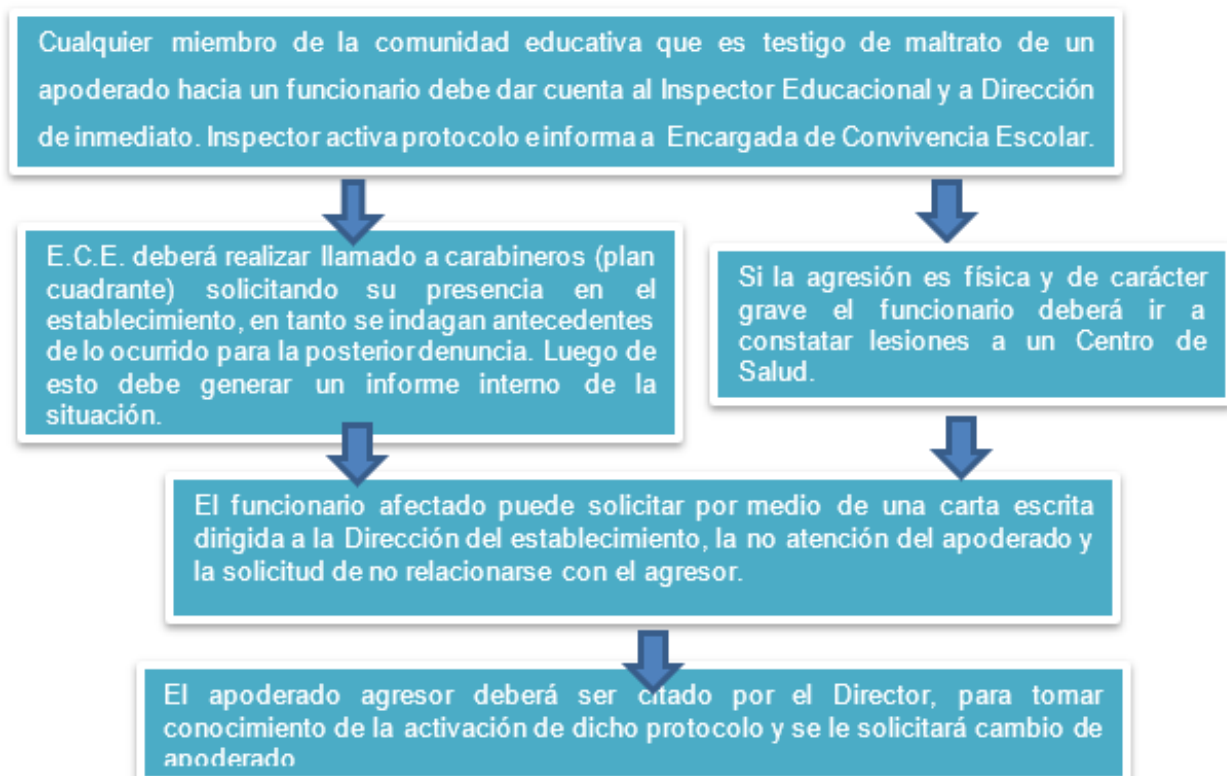 Cualquier miembro de la comunidad educativa que es testigo de maltrato de un
apoderado hacia un funcionario debe dar cuenta al Inspector Educacional y a Dirección
de inmediato. Inspector activa protocolo e informa a Encargada de Convivencia Escolar.
E.C.E. deberá realizar llamado a carabineros (plan
cuadrante) solicitando su presencia en el
establecimiento, en tanto se indagan antecedentes
de lo ocurrido para la posterior denuncia. Luego de
esto debe generar un informe interno de la
situación.
Si la agresión es física y de carácter
grave el funcionario deberá ir a
constatar lesiones a un Centro de
Salud.
El funcionario afectado puede solicitar por medio de una carta escrita
dirigida a la Dirección del establecimiento, la no atención del apoderado y
la solicitud de no relacionarse con el agresor.
El apoderado agresor deberá ser citado por el Director, para tomar
conocimiento de la activación de dicho protocolo y se le solicitará cambio de
apoderado